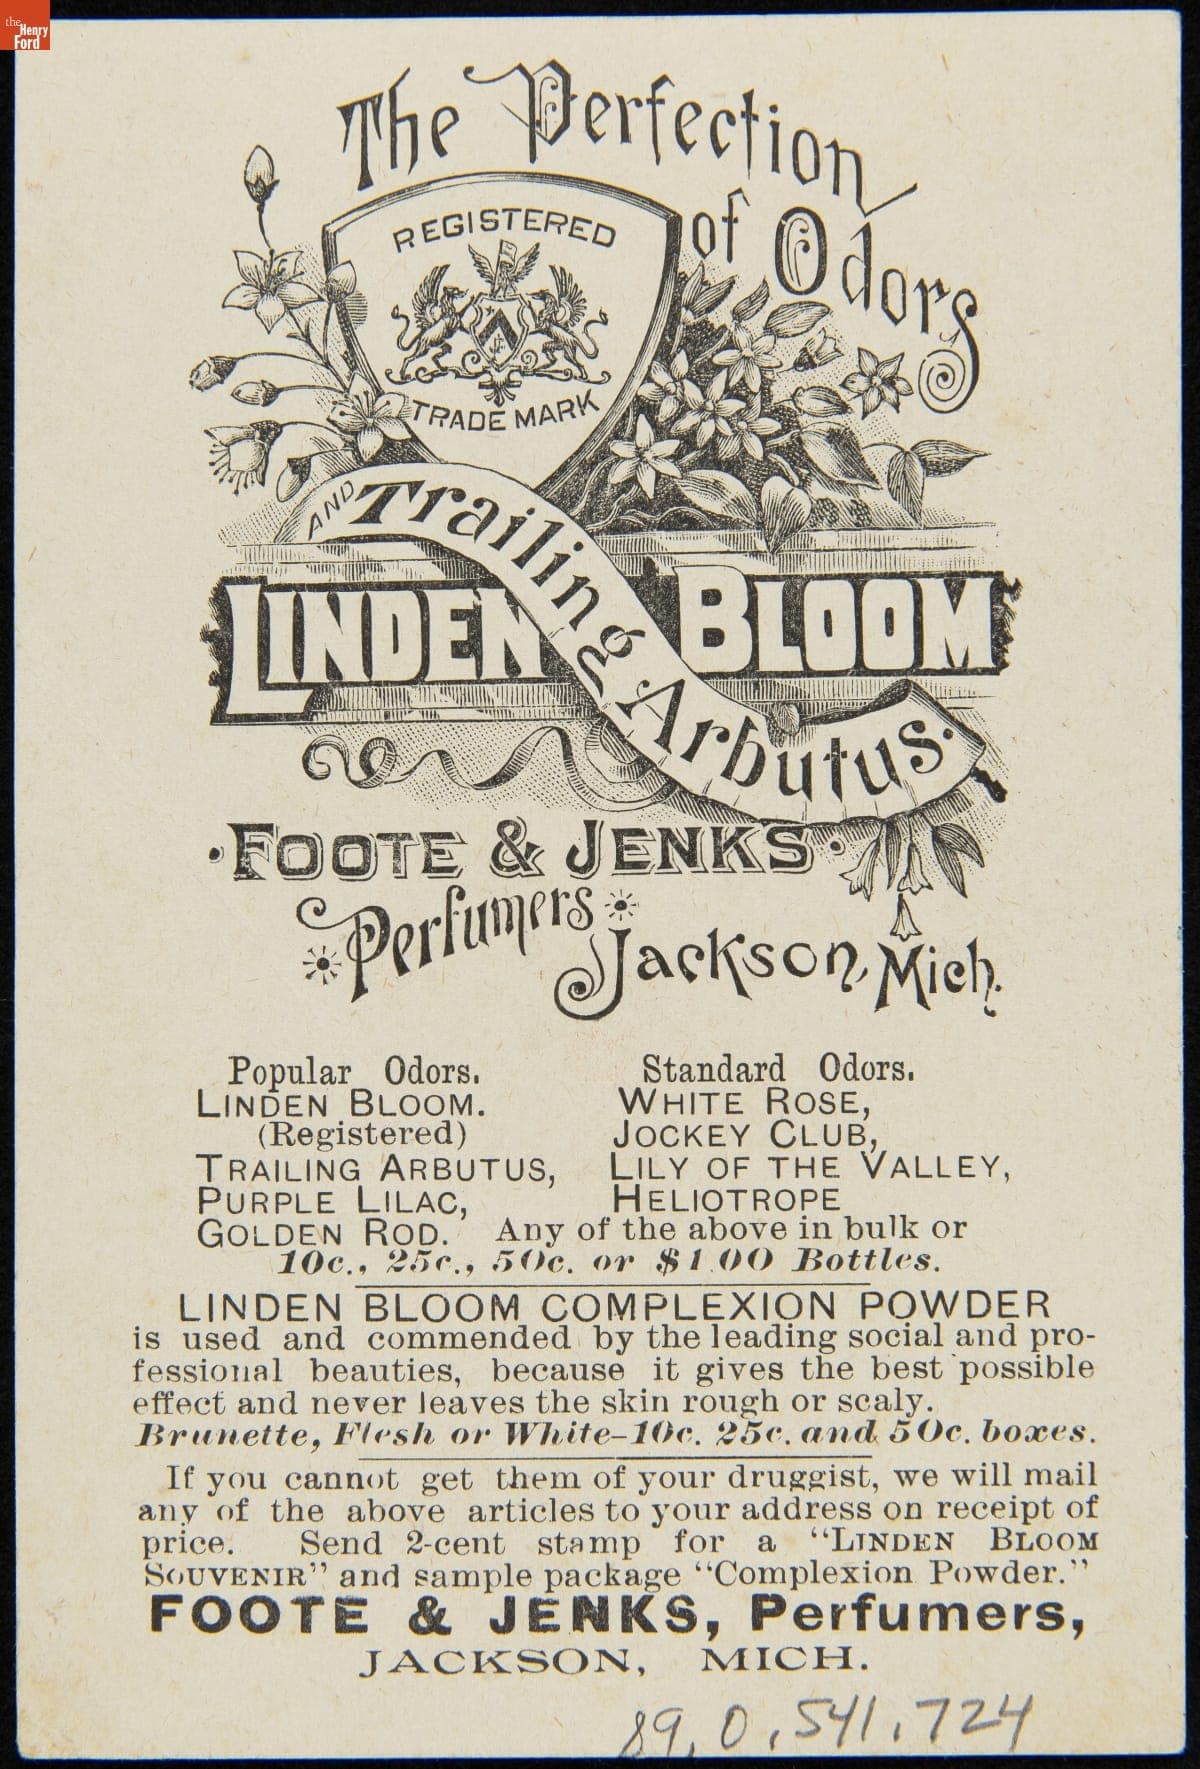 the
Henry
Ford
The Perfection
of Odors
REGISTERED
TRADE MARK
AND Trailing Arbutus.
LINDEN BLOOM
·FOOTE & JENKS·
Perfumers
Jackson, Mich.
Popular Odors.
LINDEN BLOOM.
(Registered)
TRAILING ARBUTUS,
PURPLE LILAC,
GOLDEN ROD.
Standard Odors.
WHITE ROSE,
JOCKEY CLUB,
LILY OF THE VALLEY,
HELIOTROPE
Any of the above in bulk or
10c., 25c., 50c. or $1.00 Bottles.
LINDEN BLOOM COMPLEXION POWDER
is used and commended by the leading social and pro-
fessional beauties, because it gives the best possible
effect and never leaves the skin rough or scaly.
Brunette, Flesh or White–10c. 25c. and 50c. boxes.
If you cannot get them of your druggist, we will mail
any of the above articles to your address on receipt of
price. Send 2-cent stamp for a "LINDEN BLOOM
SOUVENIR" and sample package "Complexion Powder."
FOOTE & JENKS, Perfumers,
JACKSON, MICH.
89.0.541.724